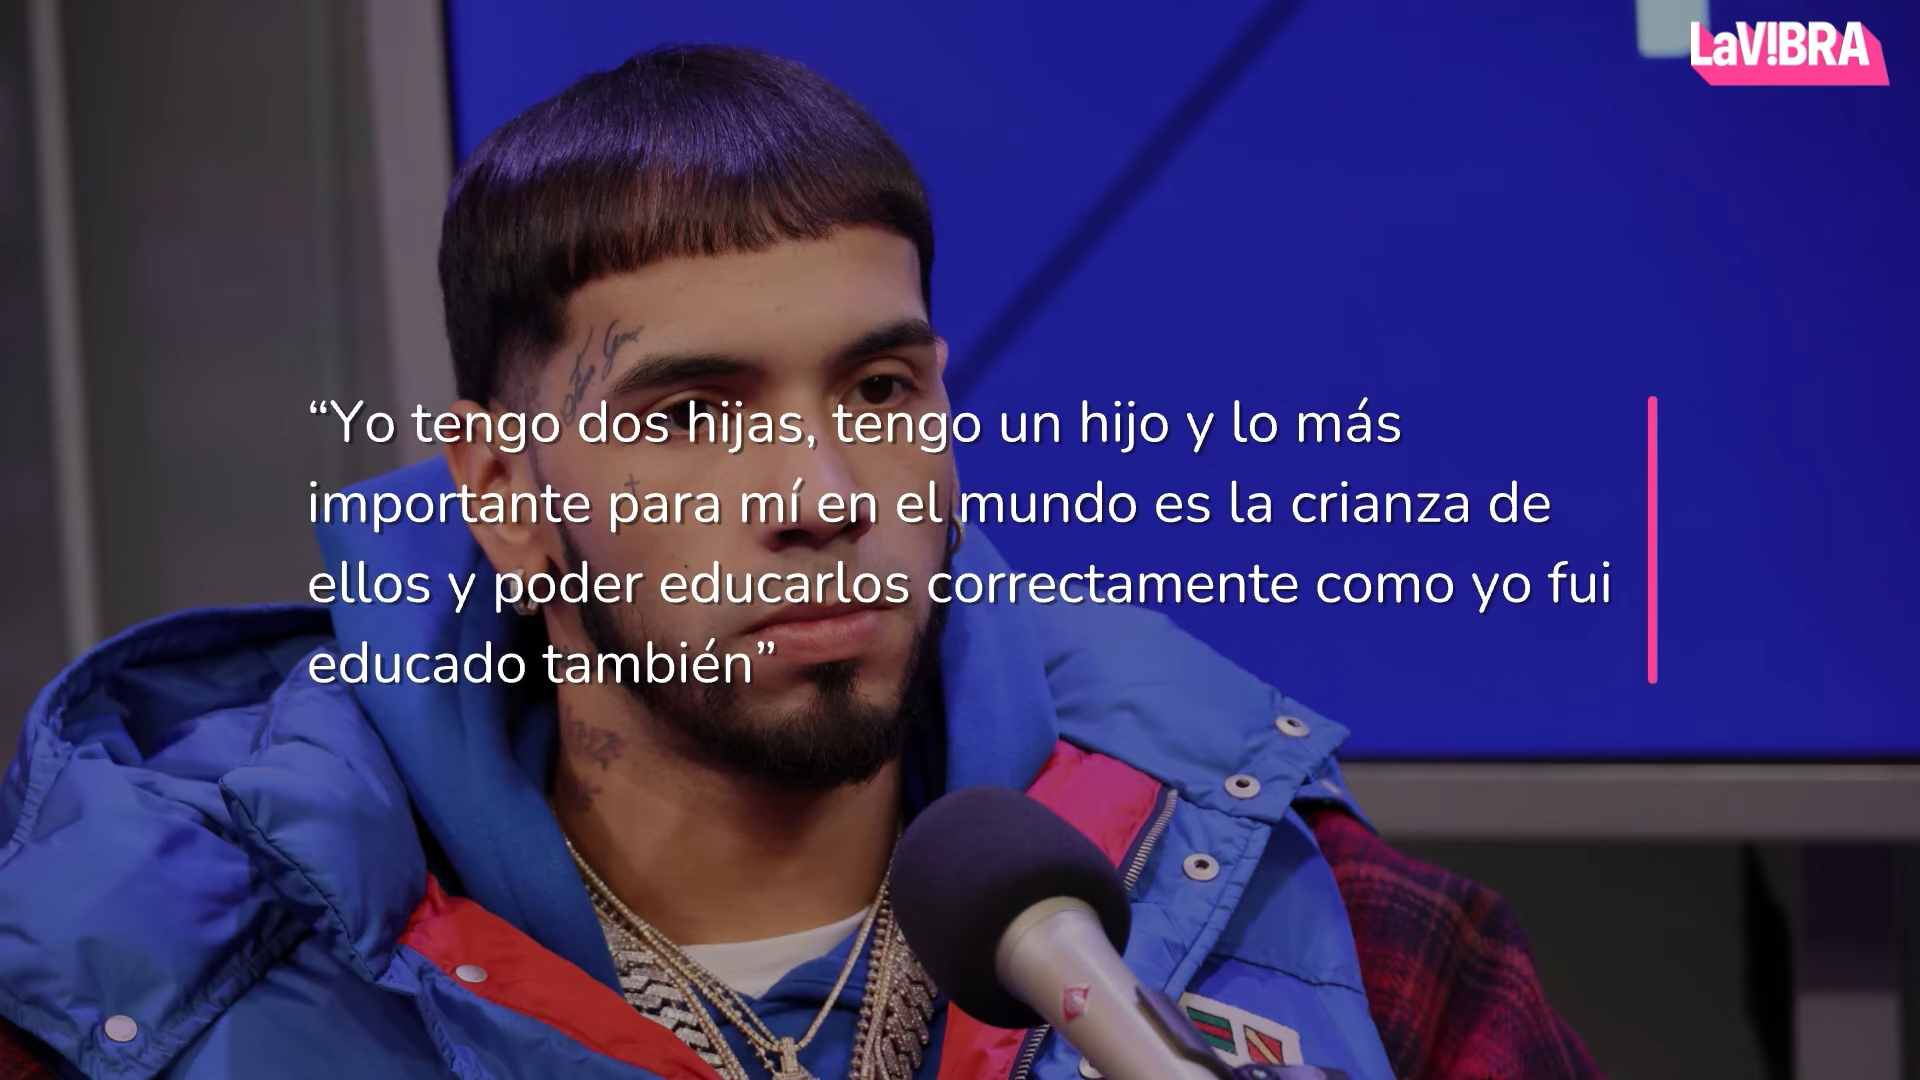 LaV!BRA
“Yo tengo dos hijas, tengo un hijo y lo más
importante para mí en el mundo es la crianza de
ellos y poder educarlos correctamente como yo fui
educado también”